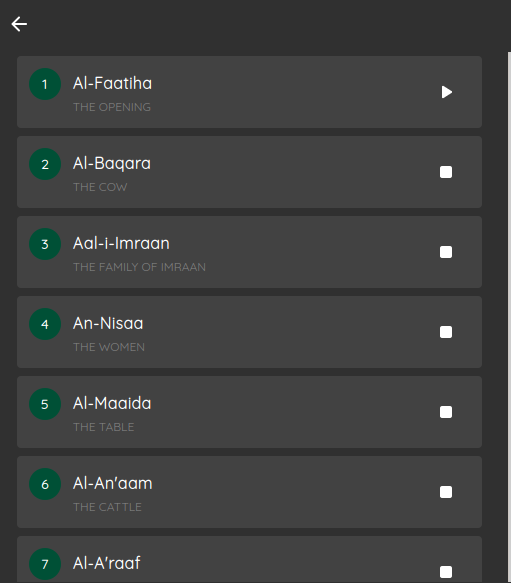 1
Al-Faatiha
THE OPENING
2
Al-Baqara
THE COW
3
Aal-i-Imraan
THE FAMILY OF IMRAAN
4
An-Nisaa
THE WOMEN
5
Al-Maaida
THE TABLE
6
Al-An'aam
THE CATTLE
7
Al-A'raaf